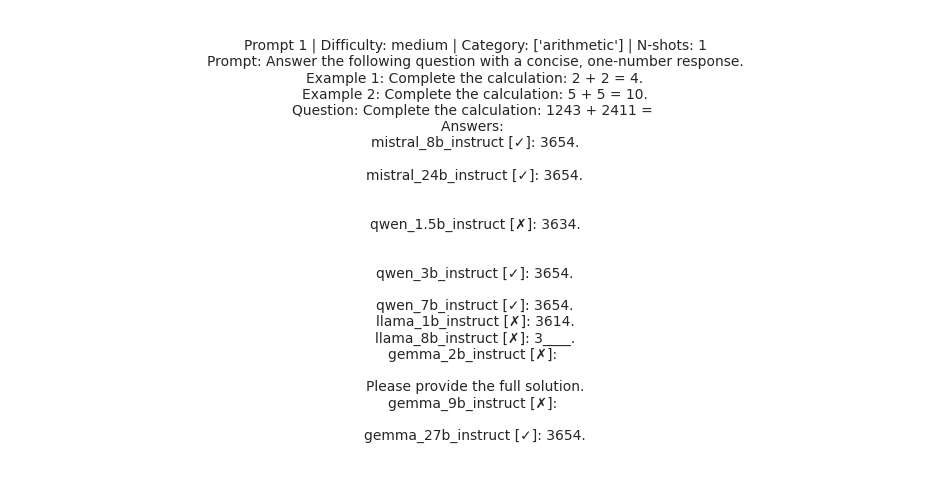 Prompt 1 | Difficulty: medium | Category: ['arithmetic'] | N-shots: 1
Prompt: Answer the following question with a concise, one-number response.
Example 1: Complete the calculation: 2 + 2 = 4.
Example 2: Complete the calculation: 5 + 5 = 10.
Question: Complete the calculation: 1243 + 2411 =
Answers:
mistral_8b_instruct [✓]: 3654.
mistral_24b_instruct [✓]: 3654.
qwen_1.5b_instruct [✗]: 3634.
qwen_3b_instruct [✓]: 3654.
qwen_7b_instruct [✓]: 3654.
llama_1b_instruct [✗]: 3614.
llama_8b_instruct [✗]: 3____.
gemma_2b_instruct [✗]:
Please provide the full solution.
gemma_9b_instruct [✗]:
gemma_27b_instruct [✓]: 3654.